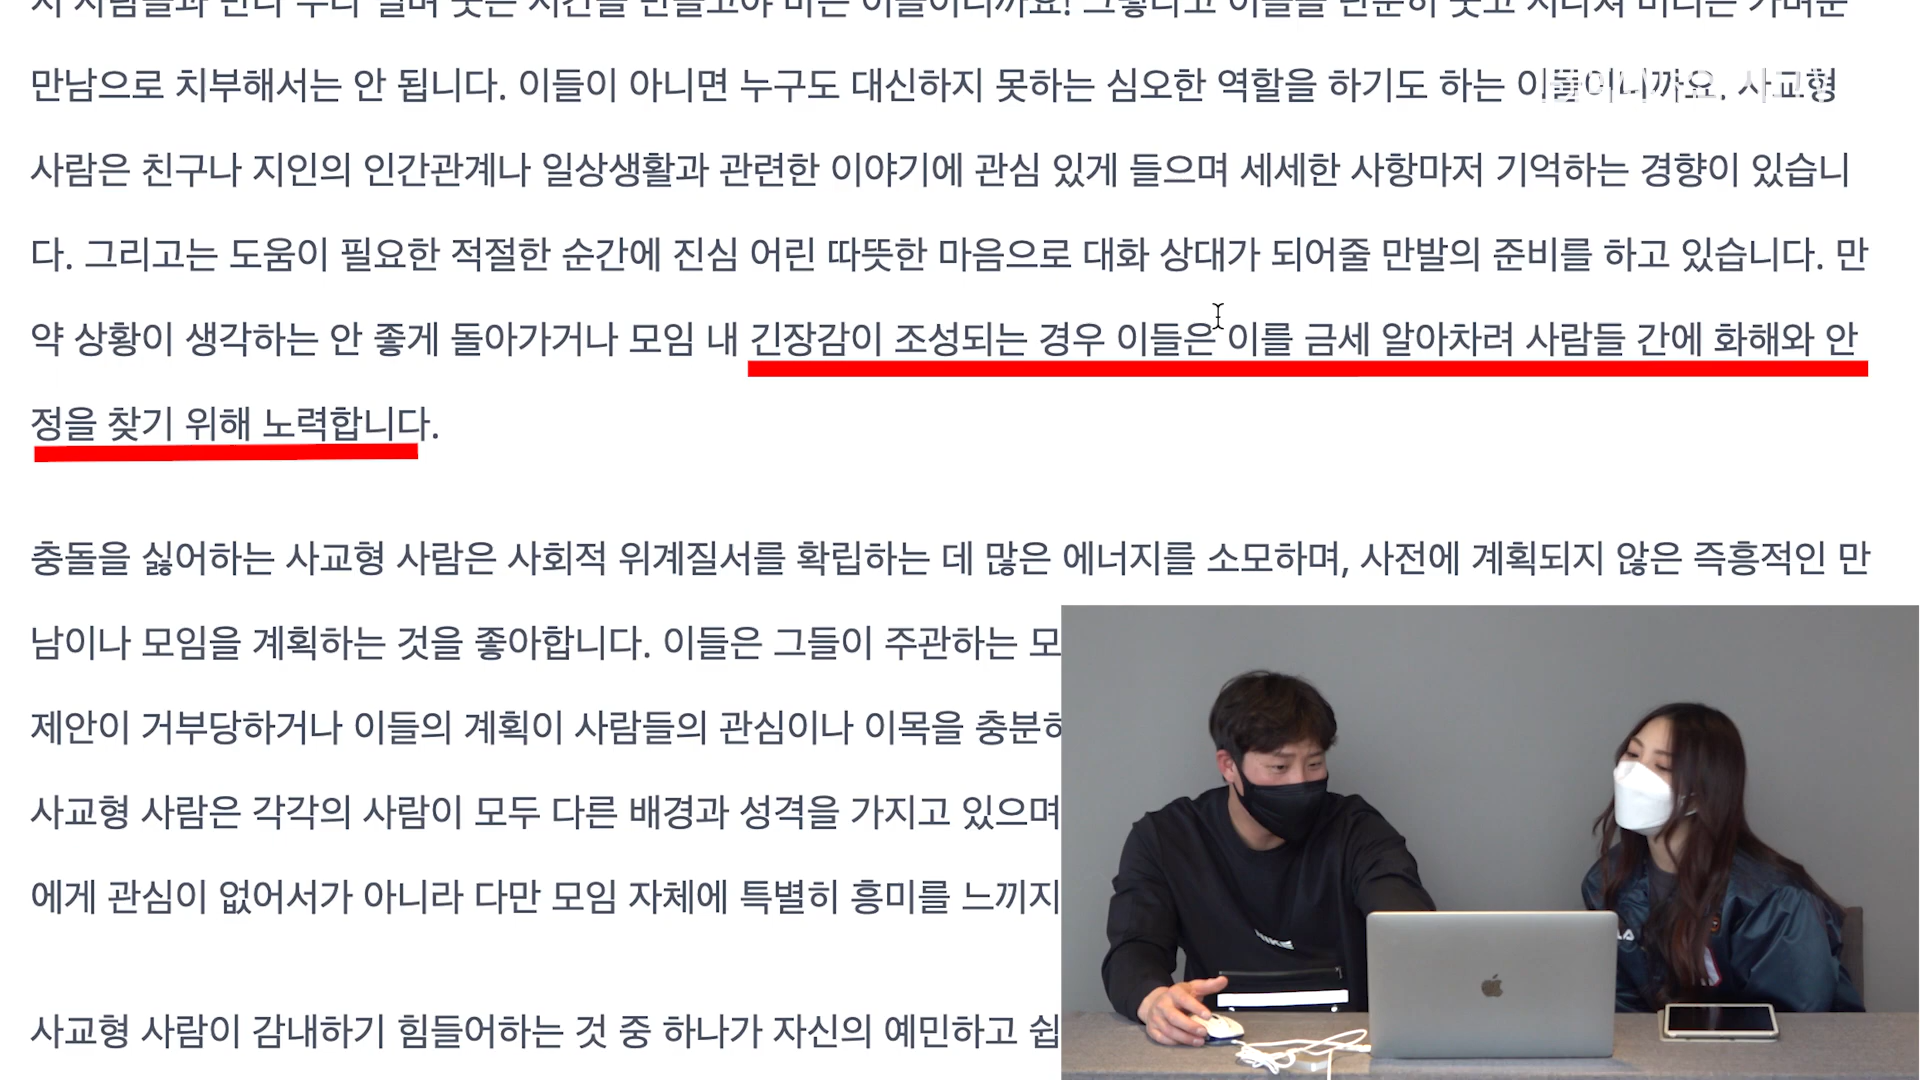 만남으로 치부해서는 안 됩니다. 이들이 아니면 누구도 대신하지 못하는 심오한 역할을 하기도 하는 이들이니까요. 사교형
사람은 친구나 지인의 인간관계나 일상생활과 관련한 이야기에 관심 있게 들으며 세세한 사항마저 기억하는 경향이 있습니
다. 그리고는 도움이 필요한 적절한 순간에 진심 어린 따뜻한 마음으로 대화 상대가 되어줄 만발의 준비를 하고 있습니다. 만
약 상황이 생각하는 안 좋게 돌아가거나 모임 내 긴장감이 조성되는 경우 이들은 이를 금세 알아차려 사람들 간에 화해와 안
정을 찾기 위해 노력합니다.
충돌을 싫어하는 사교형 사람은 사회적 위계질서를 확립하는 데 많은 에너지를 소모하며, 사전에 계획되지 않은 즉흥적인 만
남이나 모임을 계획하는 것을 좋아합니다. 이들은 그들이 주관하는 모
제안이 거부당하거나 이들의 계획이 사람들의 관심이나 이목을 충분히
사교형 사람은 각각의 사람이 모두 다른 배경과 성격을 가지고 있으며
에게 관심이 없어서가 아니라 다만 모임 자체에 특별히 흥미를 느끼지
사교형 사람이 감내하기 힘들어하는 것 중 하나가 자신의 예민하고 쉽